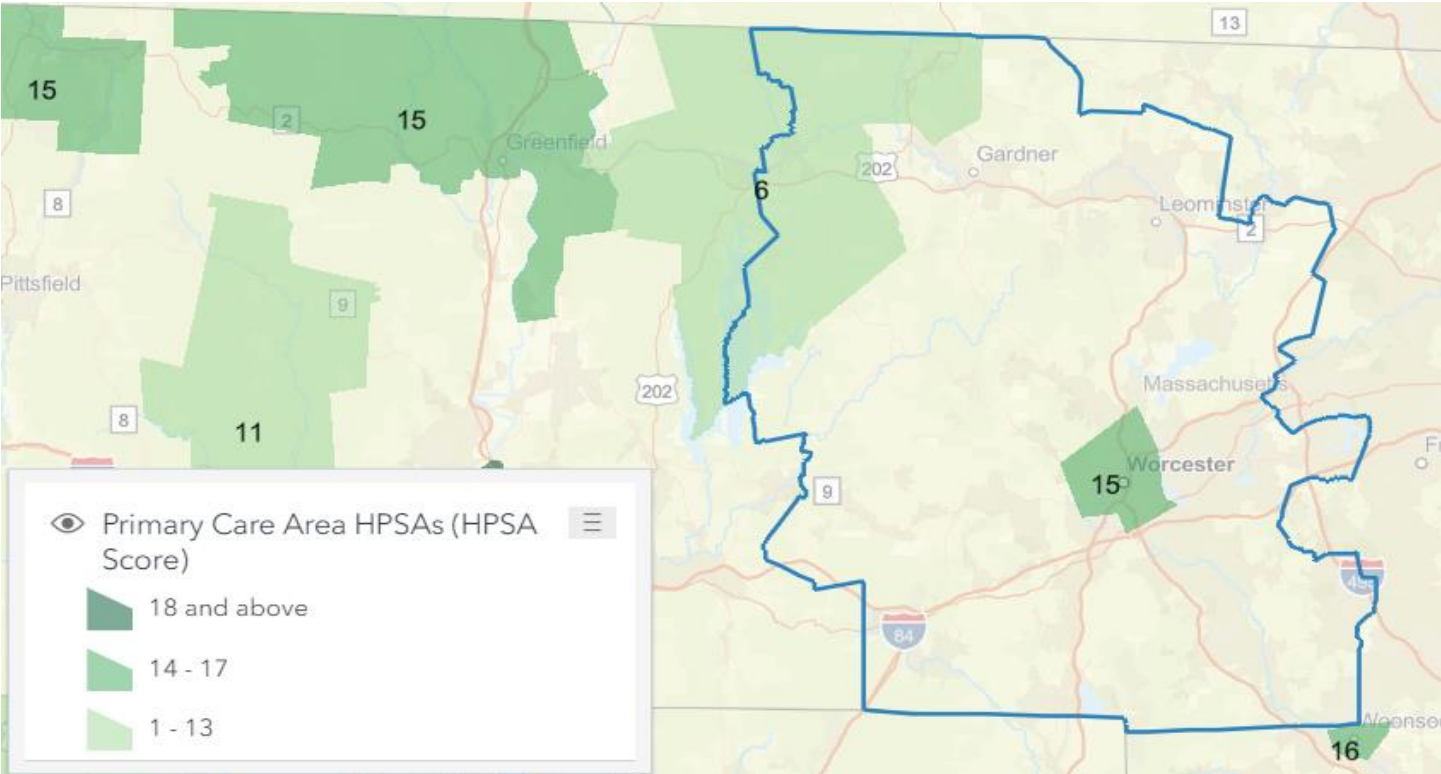 13
15
15
2
Greenfield
202
Gardner
8
6
Leominster
2
Pittsfield
9
202
Massachusetts
8
11
15
Worcester
9
Primary Care Area HPSAs (HPSA
Score)
18 and above
14 - 17
1 - 13
84
495
16